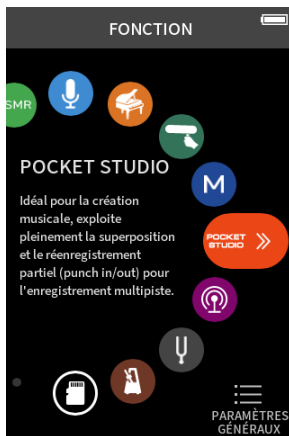 FONCTION
SMR
POCKET STUDIO
M
Idéal pour la création
musicale, exploite
pleinement la superposition
et le réenregistrement
partiel (punch in/out) pour
l'enregistrement multipiste.
POCKET
STUDIO
PARAMÈTRES
GÉNÉRAUX